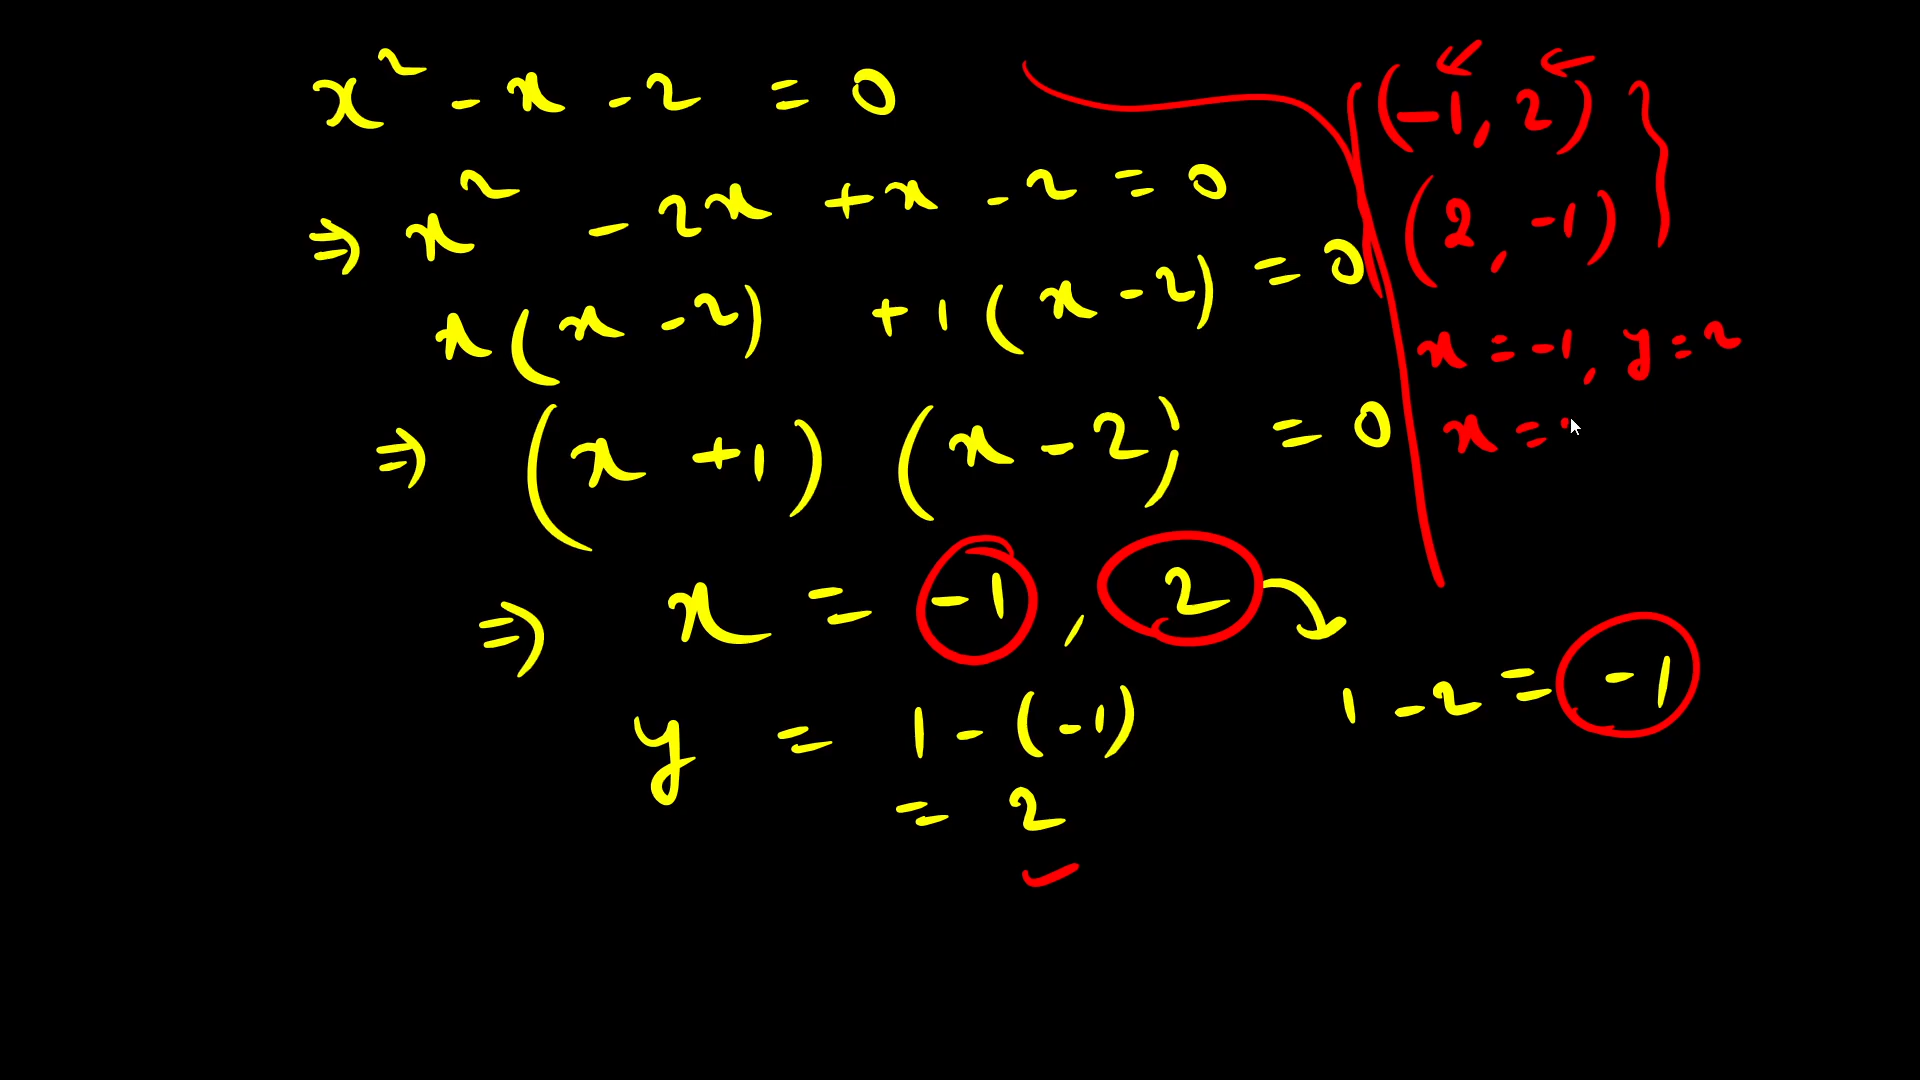 x² - x - 2 = 0
⇒ x² - 2x + x - 2 = 0
x(x - 2) + 1(x - 2) = 0
⇒ (x + 1) (x - 2) = 0
⇒ x = -1, 2
1 - 2 = -1
y = 1 - (-1)
= 2
(-1, 2)
(2, -1)
x = -1, y = 2
x =